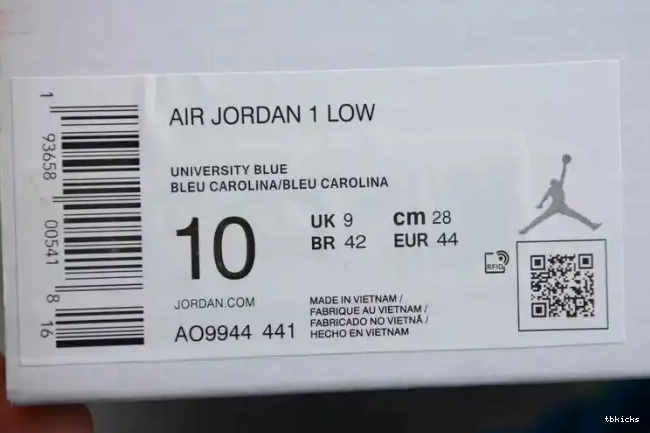 AIR JORDAN 1 LOW
UNIVERSITY BLUE
BLEU CAROLINA/BLEU CAROLINA
10
UK 9 cm 28
BR 42 EUR 44
JORDAN.COM
AO9944 441
MADE IN VIETNAM /
FABRIQUE AU VIETNAM /
FABRICADO NO VIETNÃ /
HECHO EN VIETNAM
RFID
1 93658 00541 8 16
tbkicks